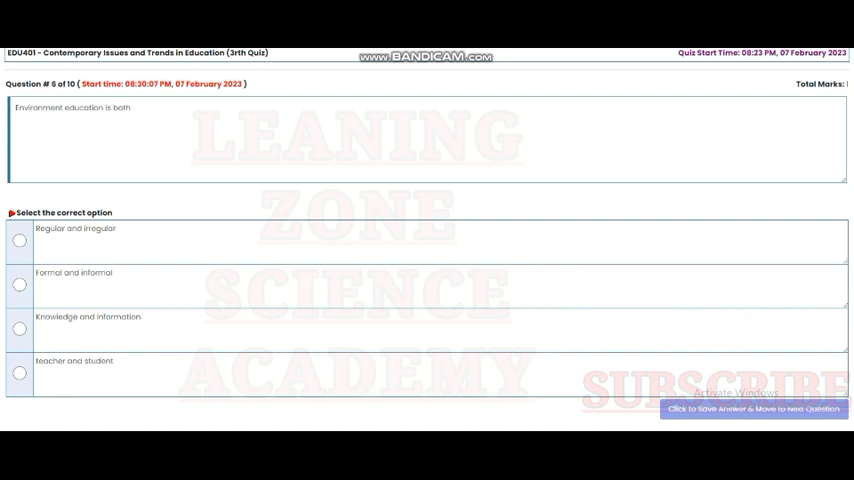 EDU401 - Contemporary Issues and Trends in Education (3rth Quiz)
WWW.BANDICAM.COM
Quiz Start Time: 08:23 PM, 07 February 2023
Question # 6 of 10 ( Start time: 08:30:07 PM, 07 February 2023 )
Total Marks: 1
Environment education is both
LEANING
ZONE
SCIENCE
ACADEMY
Select the correct option
Regular and irregular
Formal and informal
Knowledge and information
teacher and student
SUBSCRIBE
Activate Windows
Click to Save Answer & Move to Next Question